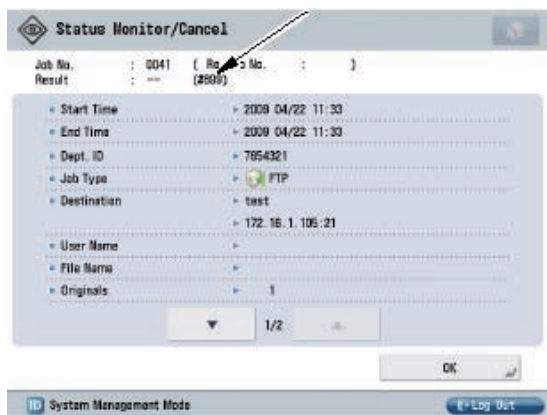 Status Monitor/Cancel
Job No. : 0041 ( No. : )
Result : -- (#899)
Start Time 2009 04/22 11:33
End Time 2009 04/22 11:33
Dept. ID 7654321
Job Type FTP
Destination test
172.16.1.105:21
User Name
File Name
Originals 1
1/2
OK
ID System Management Mode
Log Out